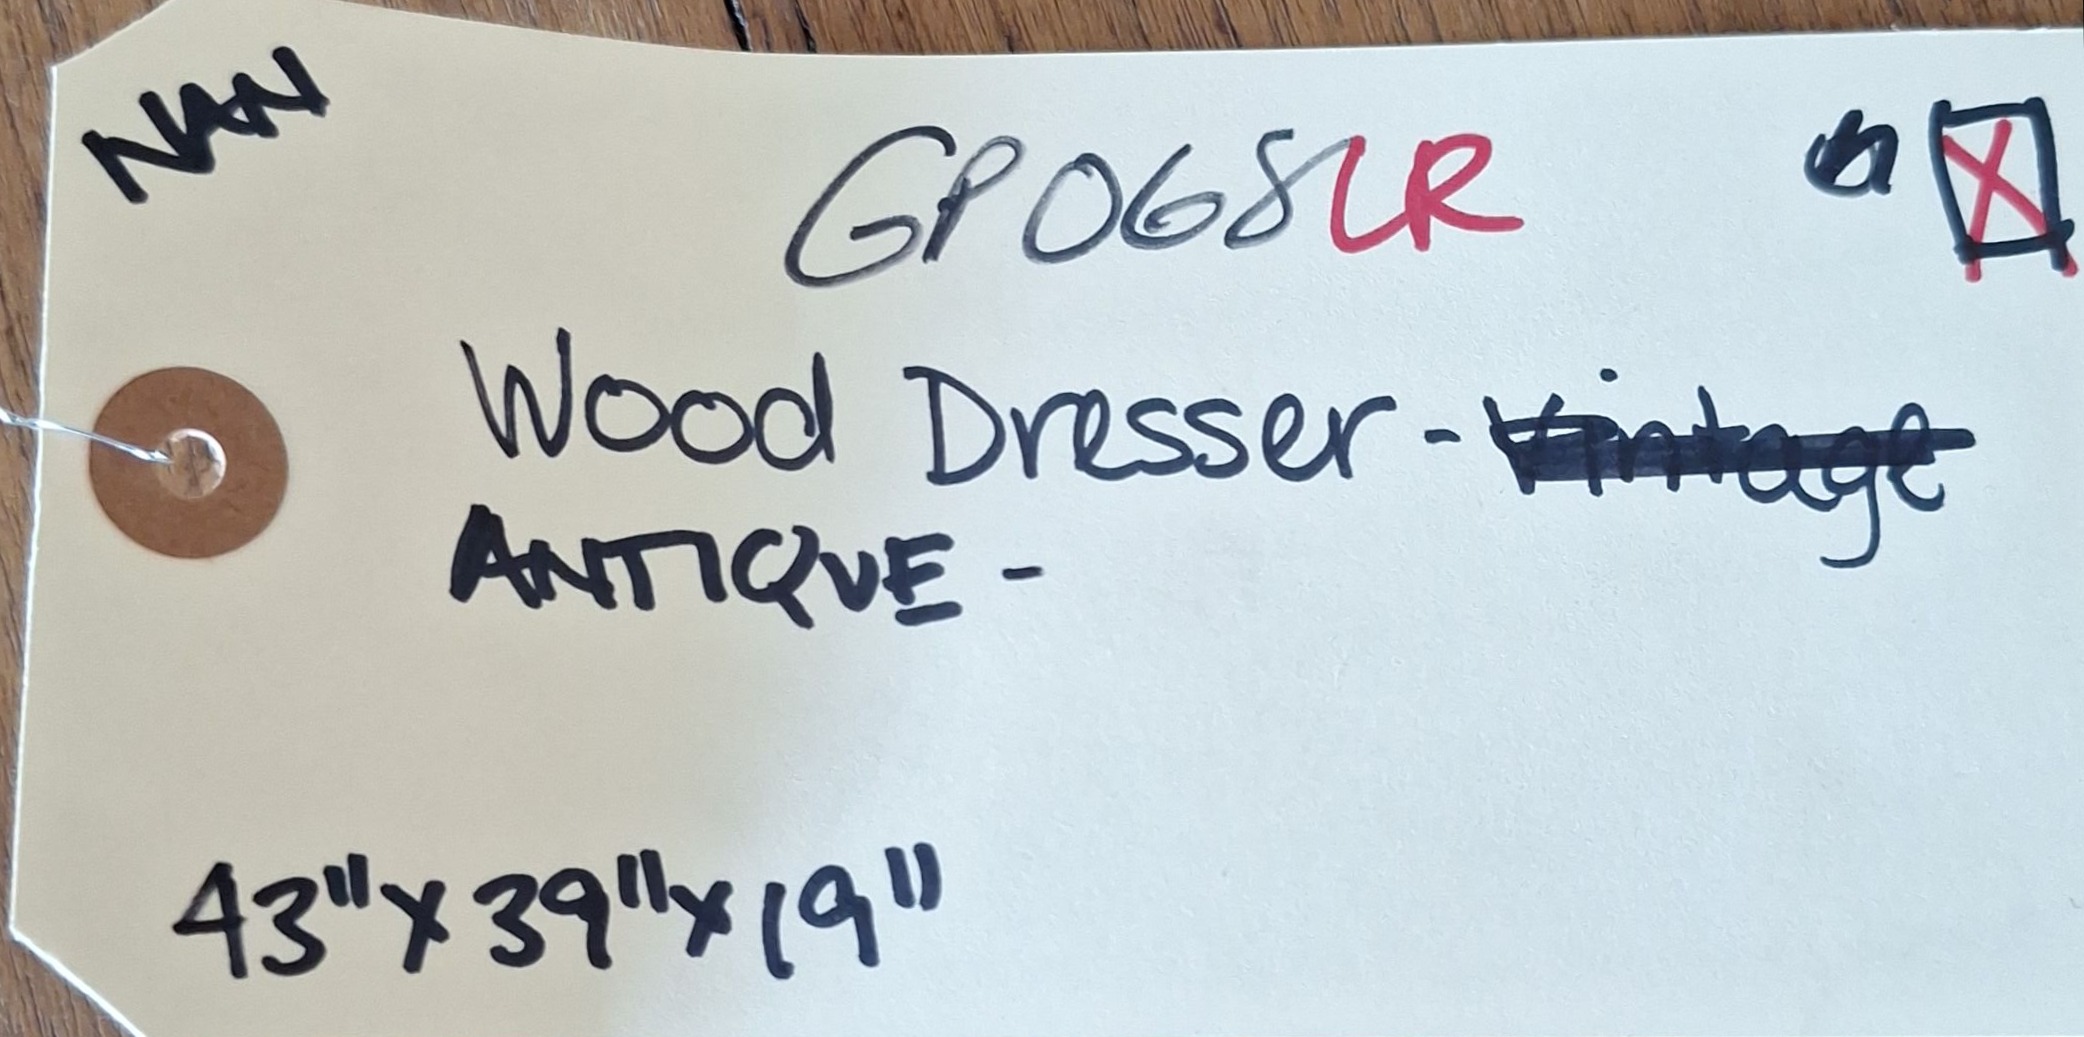 NAN
GP068LR
Wood Dresser - Vintage
ANTIQUE -
43"x39"x19"